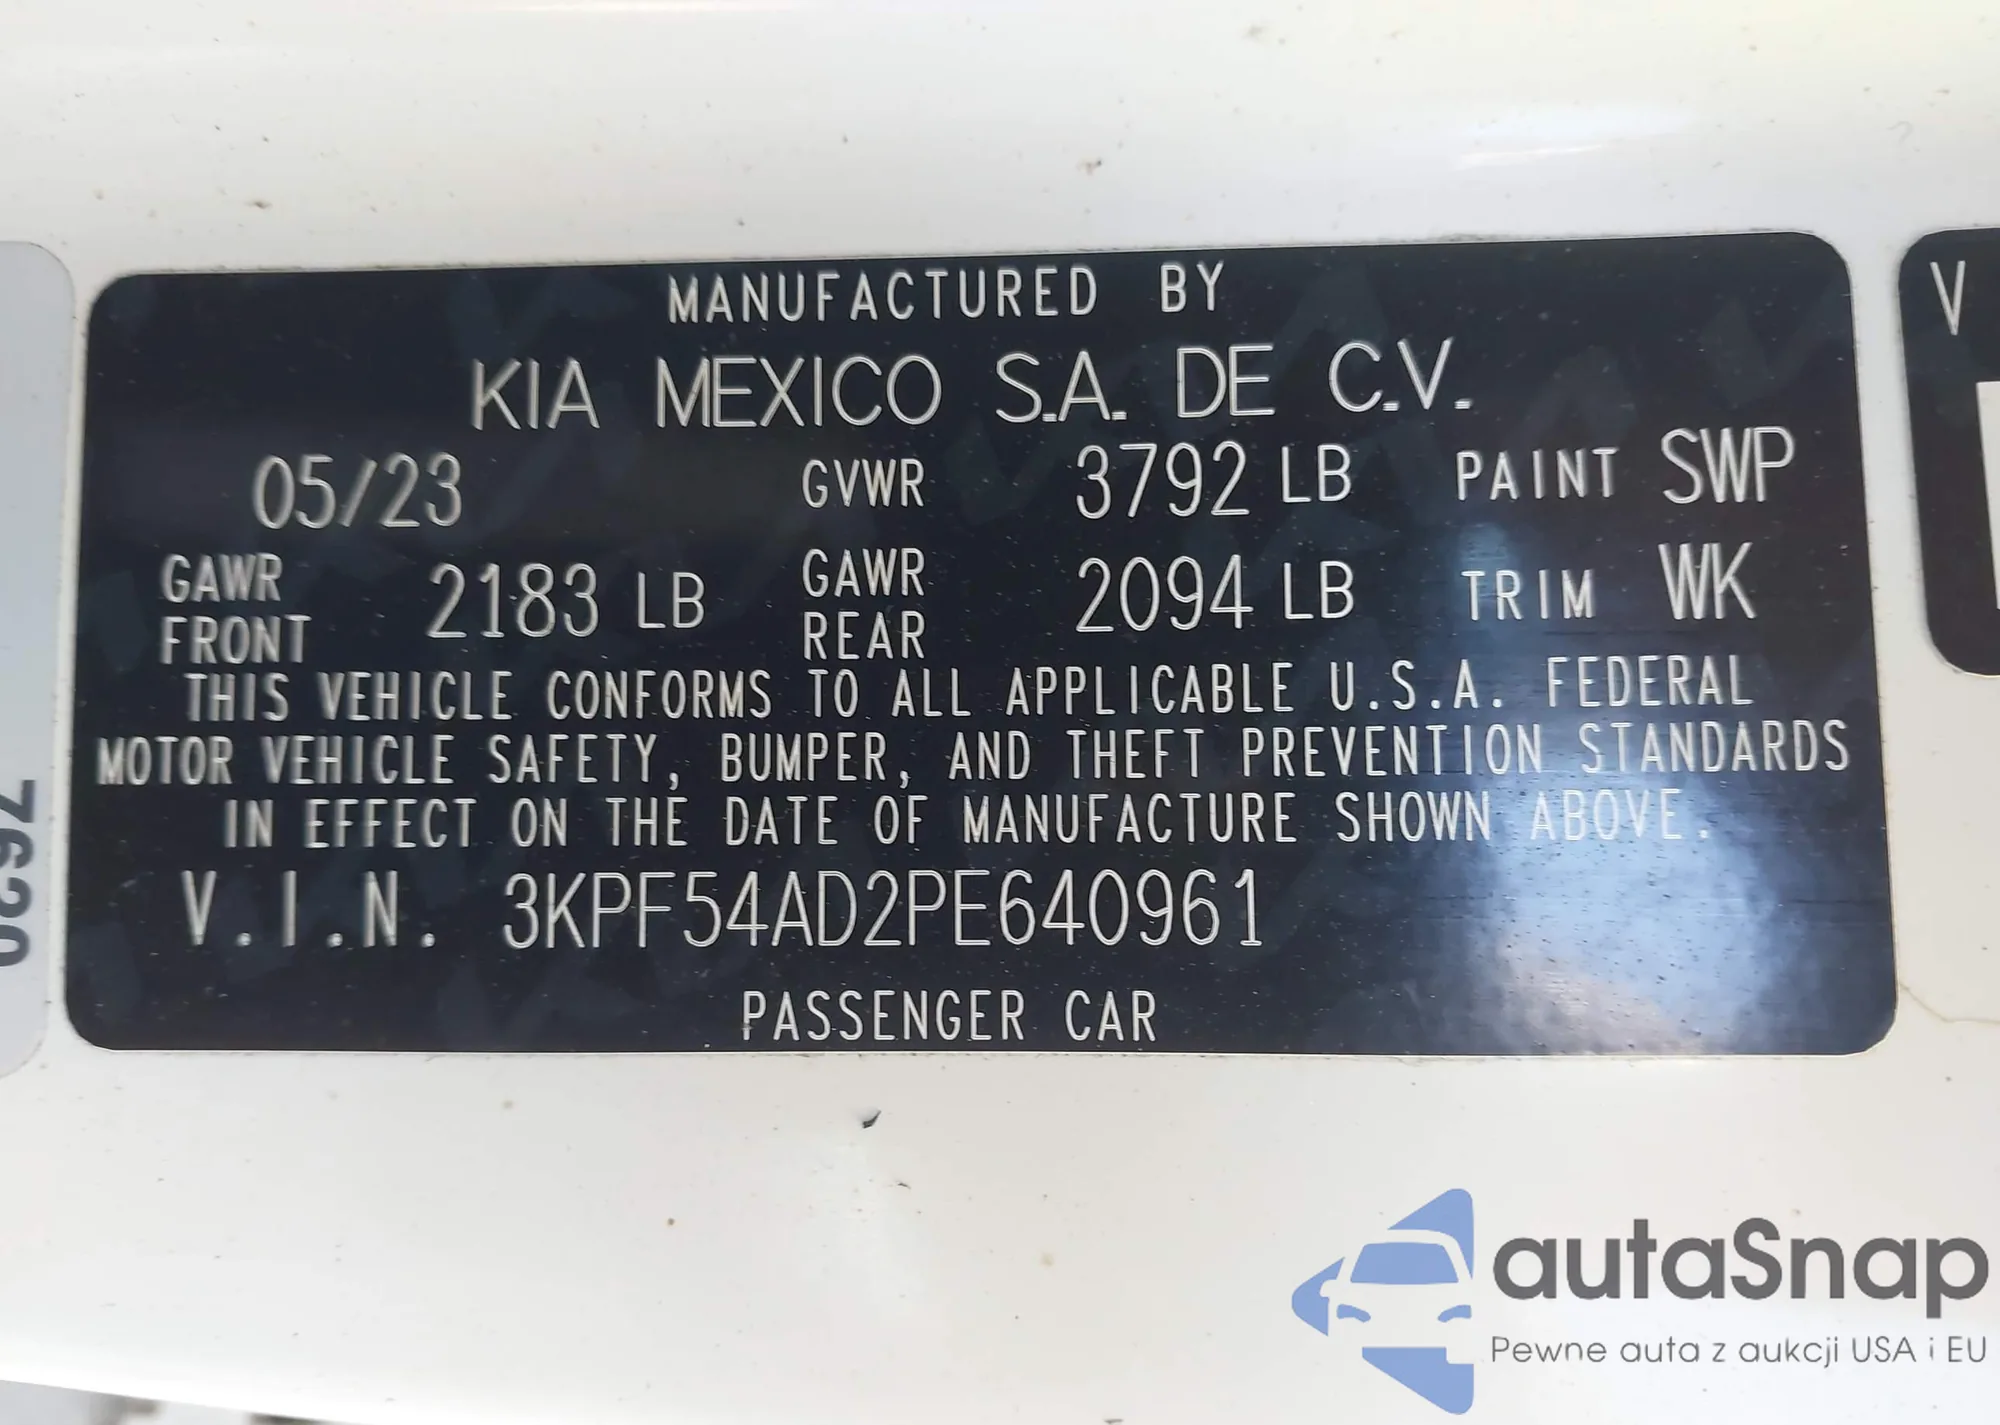 MANUFACTURED BY
KIA MEXICO S.A. DE C.V.
05/23 GVWR 3792 LB PAINT SWP
GAWR FRONT 2183 LB GAWR REAR 2094 LB TRIM WK
THIS VEHICLE CONFORMS TO ALL APPLICABLE U.S.A. FEDERAL
MOTOR VEHICLE SAFETY, BUMPER, AND THEFT PREVENTION STANDARDS
IN EFFECT ON THE DATE OF MANUFACTURE SHOWN ABOVE.
V.I.N. 3KPF54AD2PE640961
PASSENGER CAR
V
autaSnap
Pewne auta z aukcji USA i EU